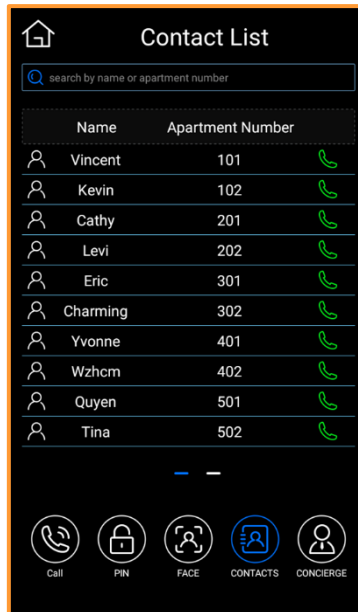 Contact List
search by name or apartment number
Name Apartment Number
Vincent 101
Kevin 102
Cathy 201
Levi 202
Eric 301
Charming 302
Yvonne 401
Wzhcm 402
Quyen 501
Tina 502
Call PIN FACE CONTACTS CONCIERGE